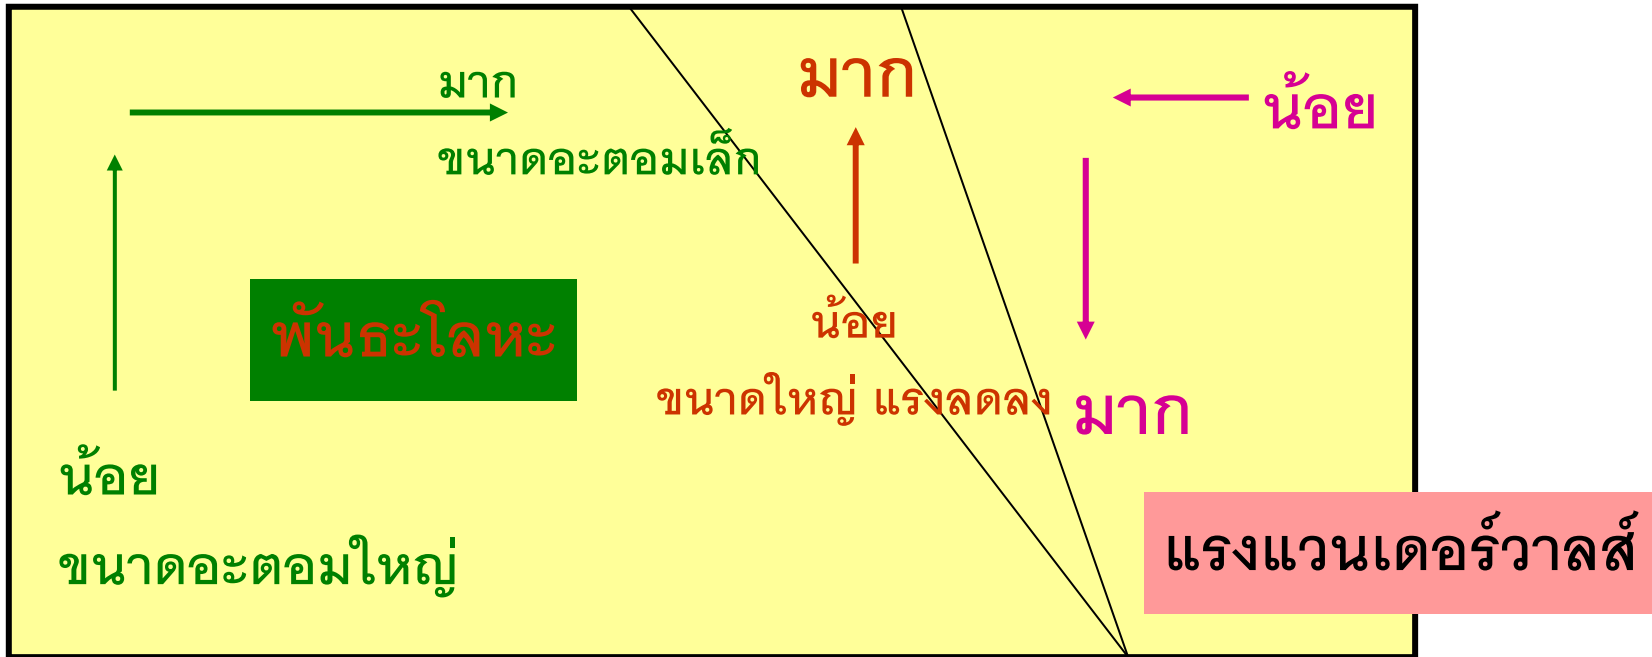 มาก
ขนาดอะตอมเล็ก
พันธะโลหะ
น้อย
ขนาดอะตอมใหญ่
มาก
น้อย
ขนาดใหญ่ แรงลดลง
น้อย
มาก
แรงแวนเดอร์วาลส์